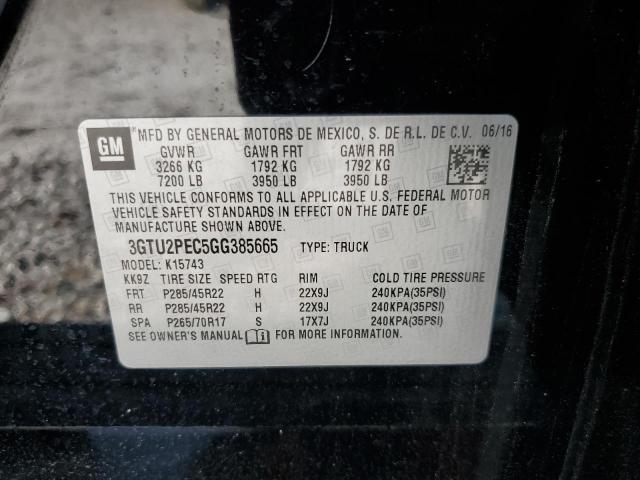 GM
MFD BY GENERAL MOTORS DE MEXICO, S. DE R.L. DE C.V. 06/16
GVWR GAWR FRT GAWR RR
3266 KG 1792 KG 1792 KG
7200 LB 3950 LB 3950 LB
THIS VEHICLE CONFORMS TO ALL APPLICABLE U.S. FEDERAL MOTOR
VEHICLE SAFETY STANDARDS IN EFFECT ON THE DATE OF
MANUFACTURE SHOWN ABOVE.
3GTU2PEC5GG385665 TYPE: TRUCK
MODEL: K15743
KK9Z TIRE SIZE SPEED RTG RIM COLD TIRE PRESSURE
FRT P285/45R22 H 22X9J 240KPA(35PSI)
RR P285/45R22 H 22X9J 240KPA(35PSI)
SPA P265/70R17 S 17X7J 240KPA(35PSI)
SEE OWNER'S MANUAL FOR MORE INFORMATION.